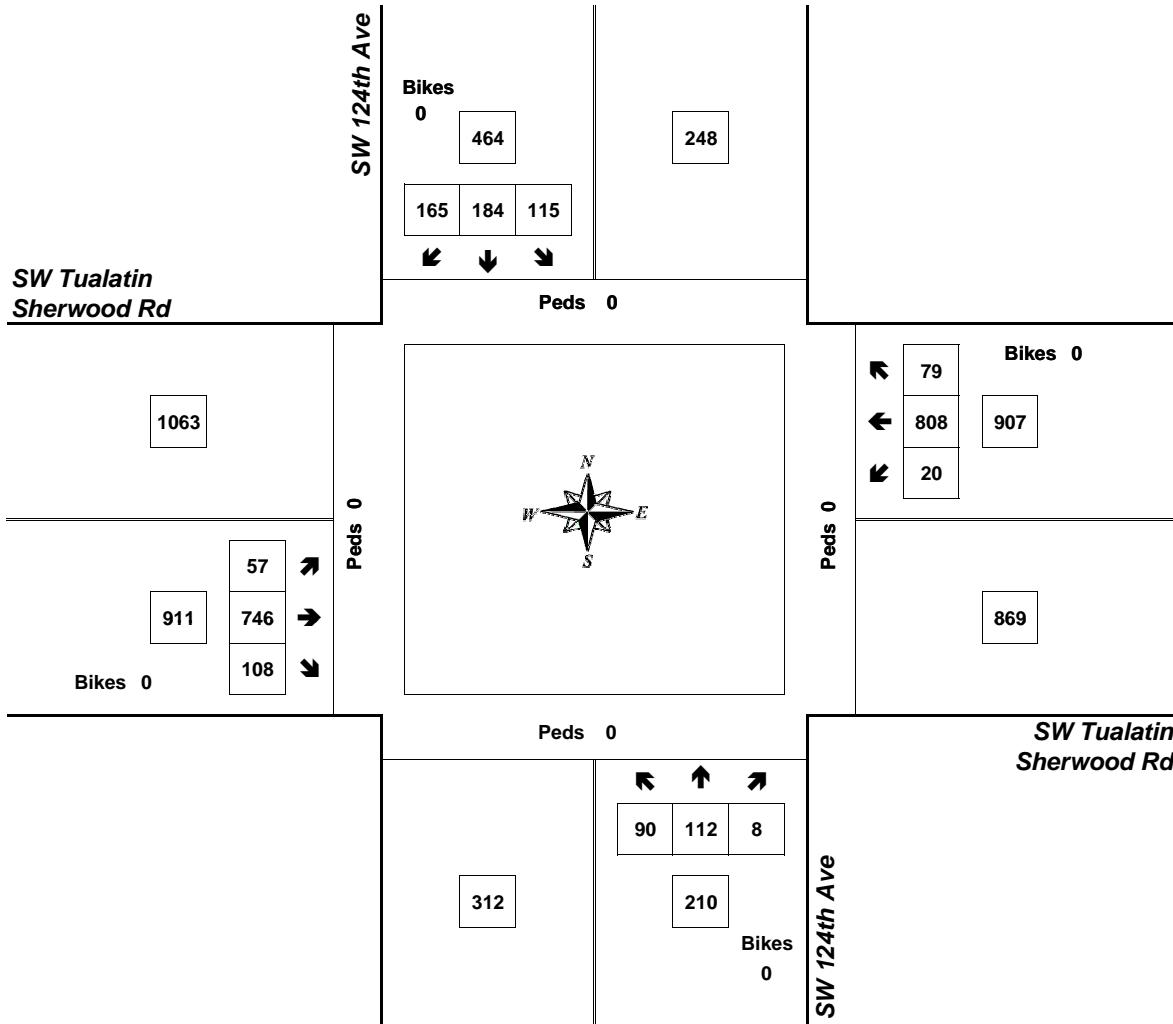 SW 124th Ave
Bikes
0
464
248
165 184 115
SW Tualatin
Sherwood Rd
Peds 0
79
Bikes 0
1063
808
907
20
N
W E
S
Peds 0
Peds 0
57
911
746
869
108
Bikes 0
Peds 0
SW Tualatin
Sherwood Rd
90 112 8
312
210
Bikes
0
SW 124th Ave